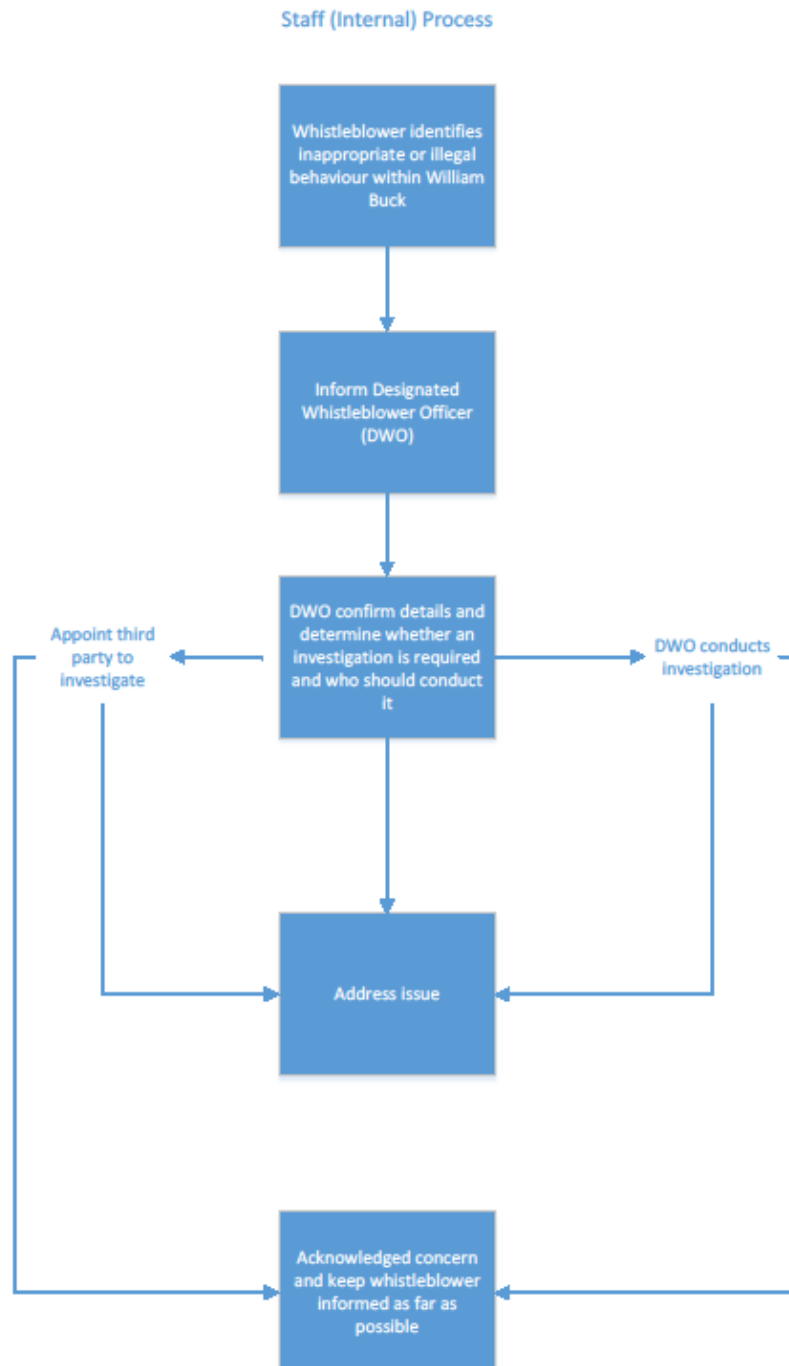 Staff (Internal) Process
Whistleblower identifies
inappropriate or illegal
behaviour within William
Buck
Inform Designated
Whistleblower Officer
(DWO)
DWO confirm details and
determine whether an
investigation is required
and who should conduct
it
Appoint third
party to
investigate
DWO conducts
investigation
Address issue
Acknowledged concern
and keep whistleblower
informed as far as
possible